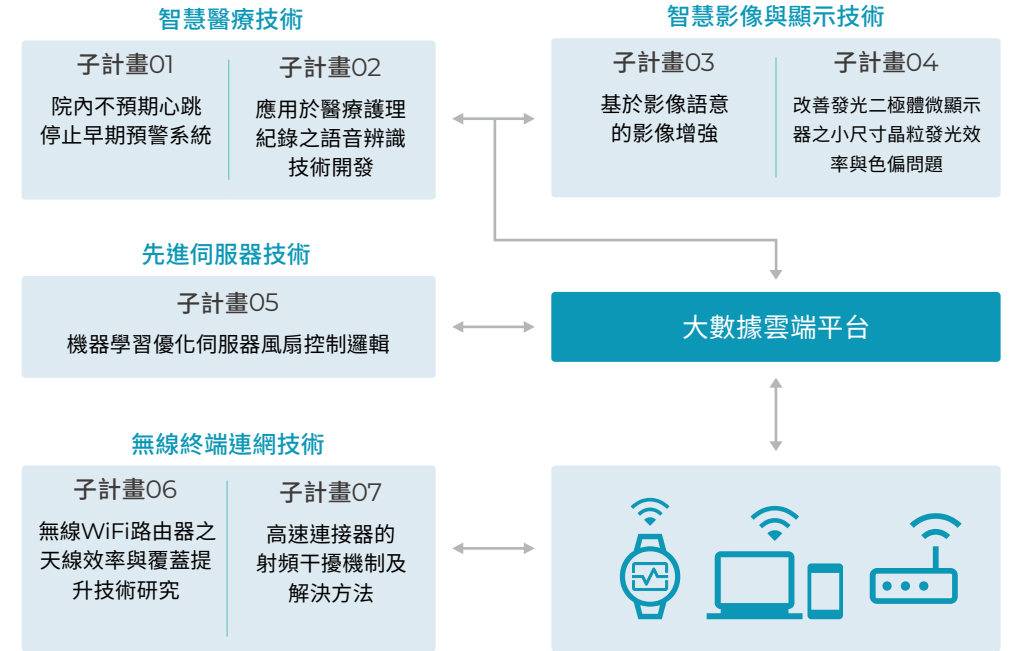 智慧醫療技術
子計畫01
院內不預期心跳
停止早期預警系統
子計畫02
應用於醫療護理
紀錄之語音辨識
技術開發
智慧影像與顯示技術
子計畫03
基於影像語意
的影像增強
子計畫04
改善發光二極體微顯示
器之小尺寸晶粒發光效
率與色偏問題
先進伺服器技術
子計畫05
機器學習優化伺服器風扇控制邏輯
大數據雲端平台
無線終端連網技術
子計畫06
無線WiFi路由器之
天線效率與覆蓋提
升技術研究
子計畫07
高速連接器的
射頻干擾機制及
解決方法